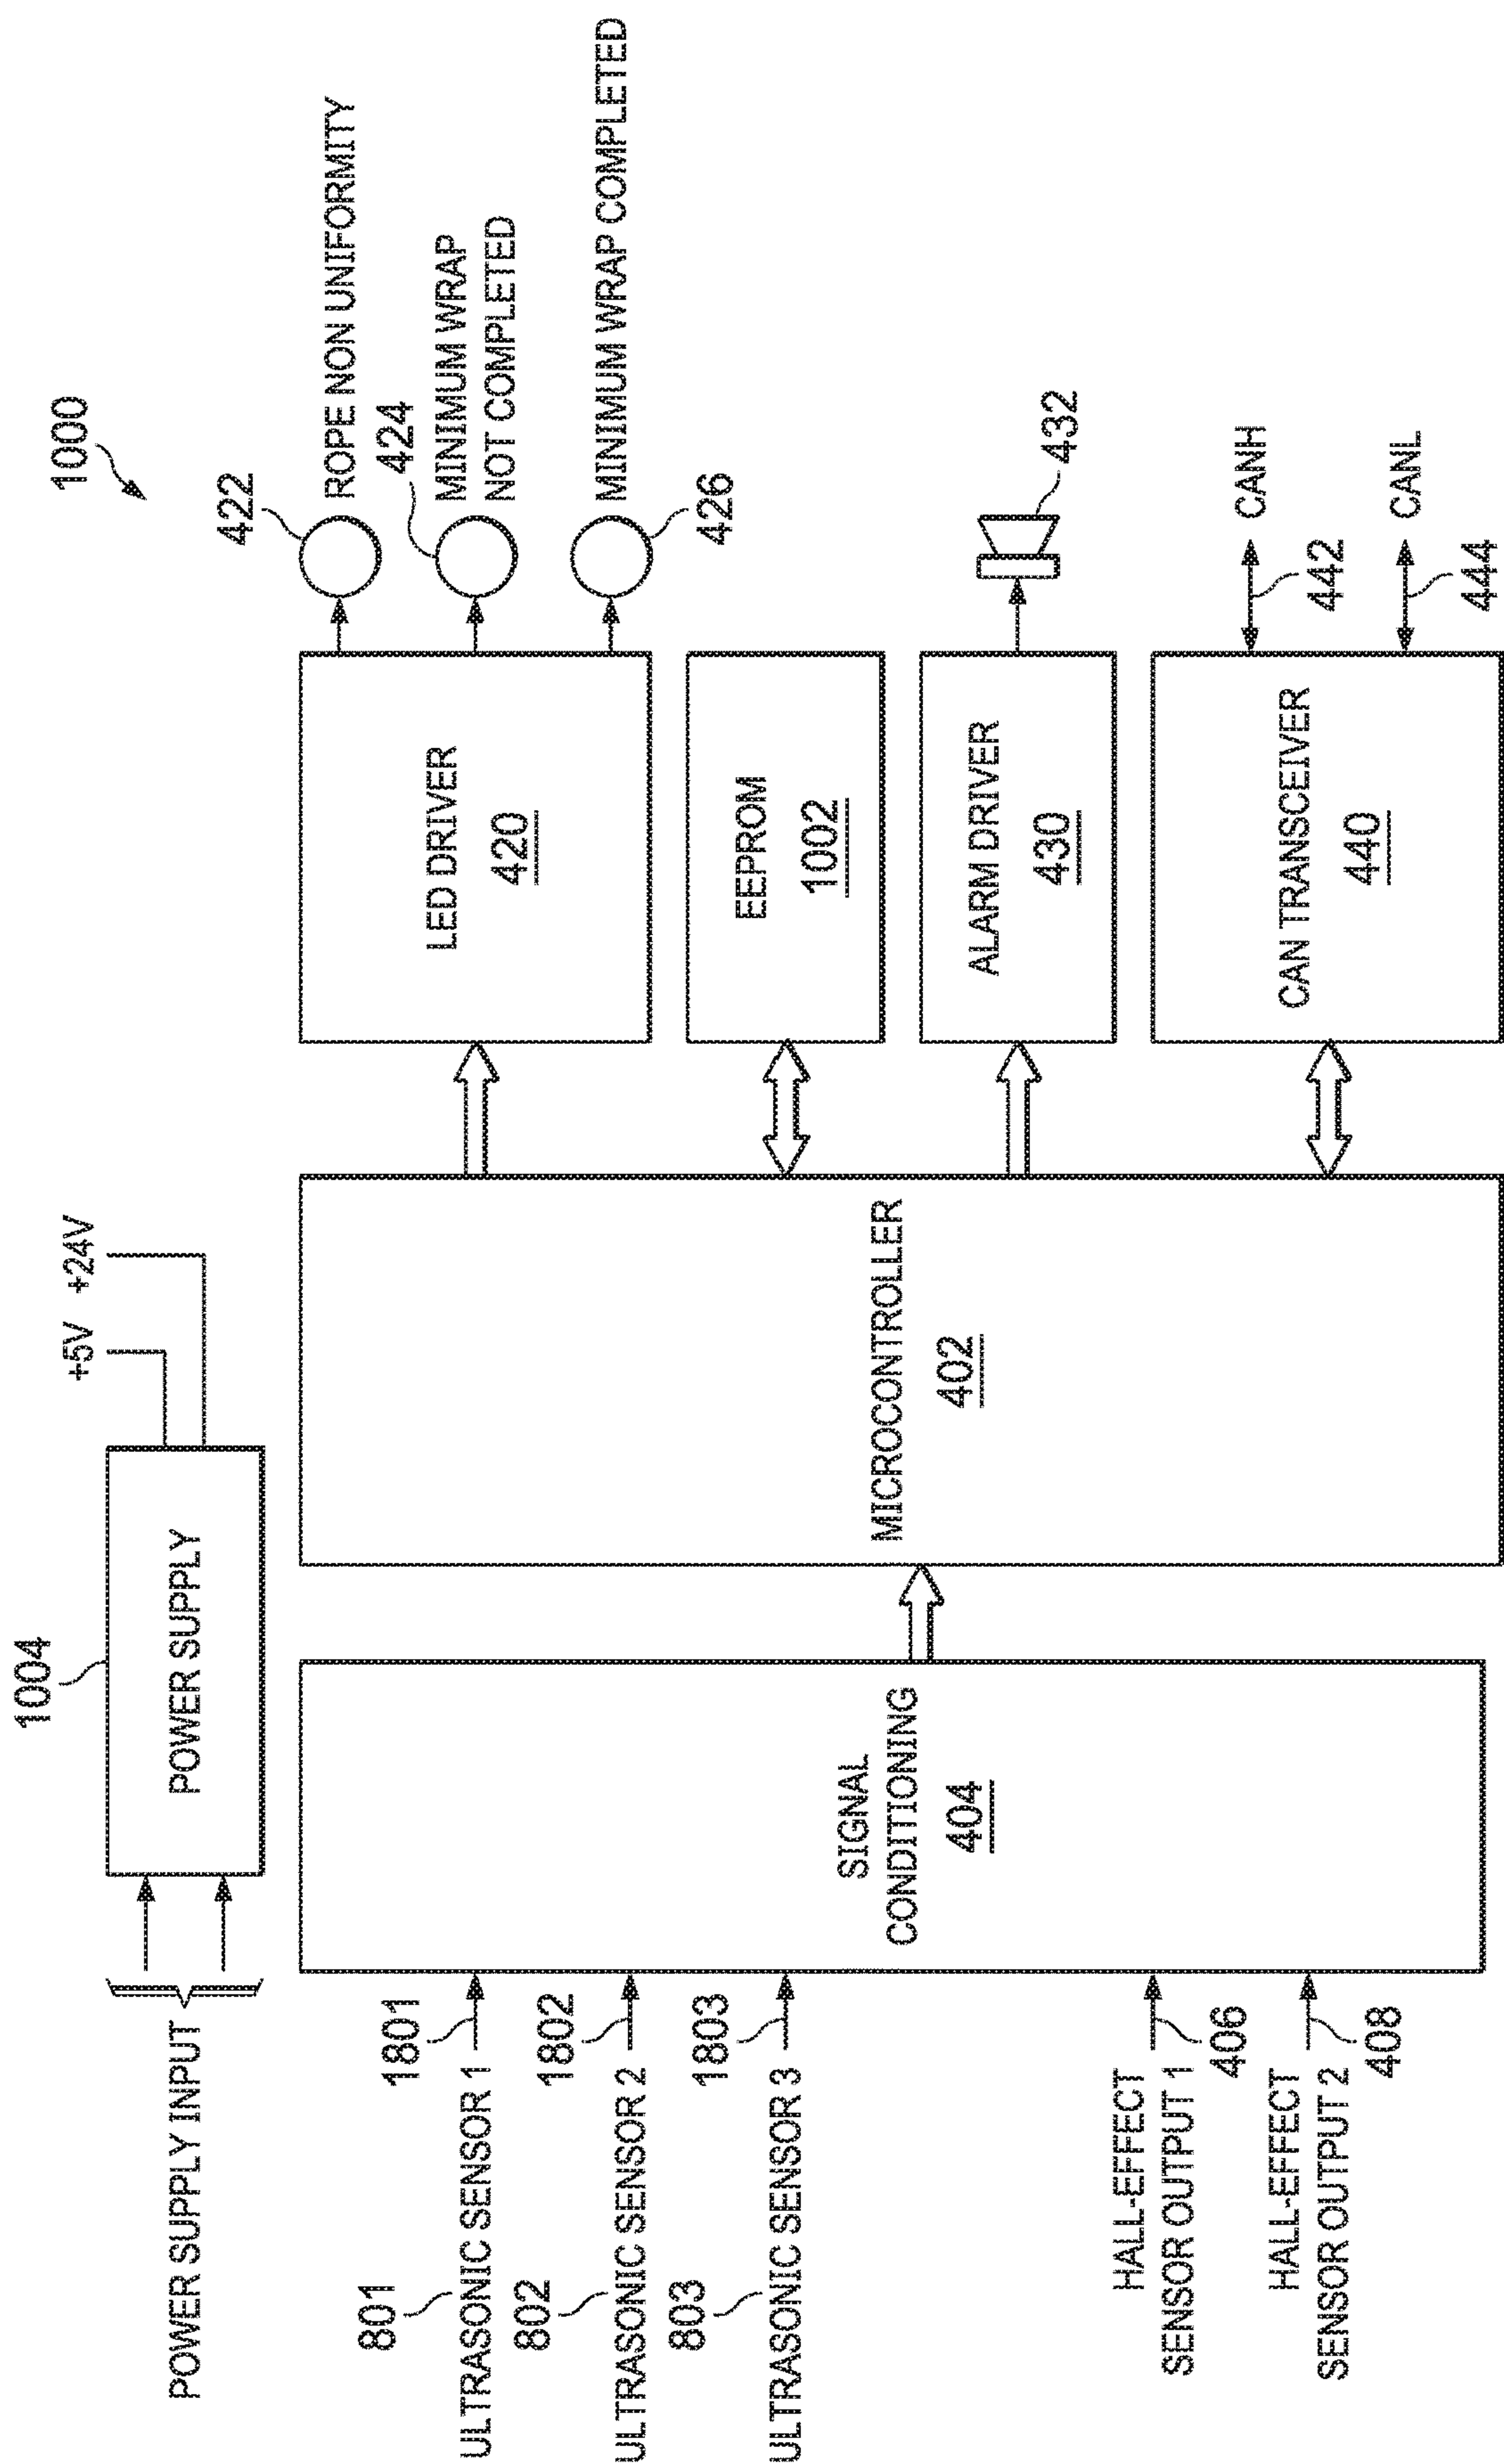 1000
1004
POWER SUPPLY INPUT
POWER SUPPLY
+5V
+24V
801
ULTRASONIC SENSOR 1
1801
802
ULTRASONIC SENSOR 2
1802
803
ULTRASONIC SENSOR 3
1803
HALL-EFFECT
SENSOR OUTPUT 1
406
HALL-EFFECT
SENSOR OUTPUT 2
408
SIGNAL
CONDITIONING
404
MICROCONTROLLER
402
LED DRIVER
420
422
ROPE NON UNIFORMITY
424
MINIMUM WRAP
NOT COMPLETED
MINIMUM WRAP COMPLETED
426
EEPROM
1002
ALARM DRIVER
430
432
CAN TRANSCEIVER
440
CANH
442
CANL
444